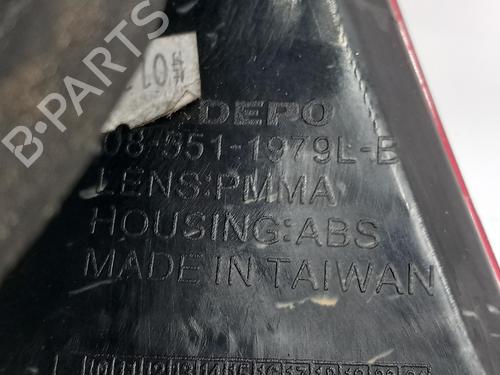 DEPO
08-551-1979L-B
LENS:PMMA
HOUSING:ABS
MADE IN TAIWAN
B-PARTS